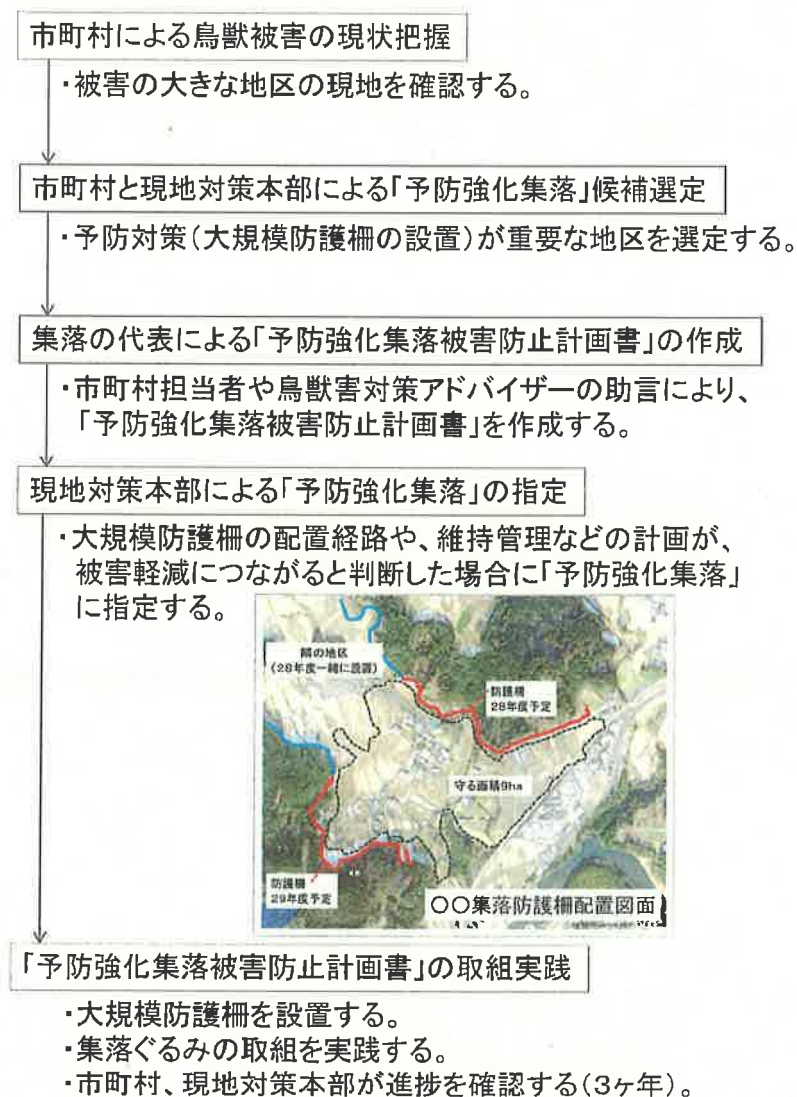 市町村による鳥獣被害の現状把握
・被害の大きな地区の現地を確認する。
市町村と現地対策本部による「予防強化集落」候補選定
・予防対策(大規模防護柵の設置)が重要な地区を選定する。
集落の代表による「予防強化集落被害防止計画書」の作成
・市町村担当者や鳥獣害対策アドバイザーの助言により、
「予防強化集落被害防止計画書」を作成する。
現地対策本部による「予防強化集落」の指定
・大規模防護柵の配置経路や、維持管理などの計画が、
被害軽減につながると判断した場合に「予防強化集落」
に指定する。
隣の地区
(28年度一緒に設置)
防護柵
28年度予定
守る面積9ha
防護柵
29年度予定
〇〇集落防護柵配置図面
「予防強化集落被害防止計画書」の取組実践
・大規模防護柵を設置する。
・集落ぐるみの取組を実践する。
・市町村、現地対策本部が進捗を確認する(3ヶ年)。